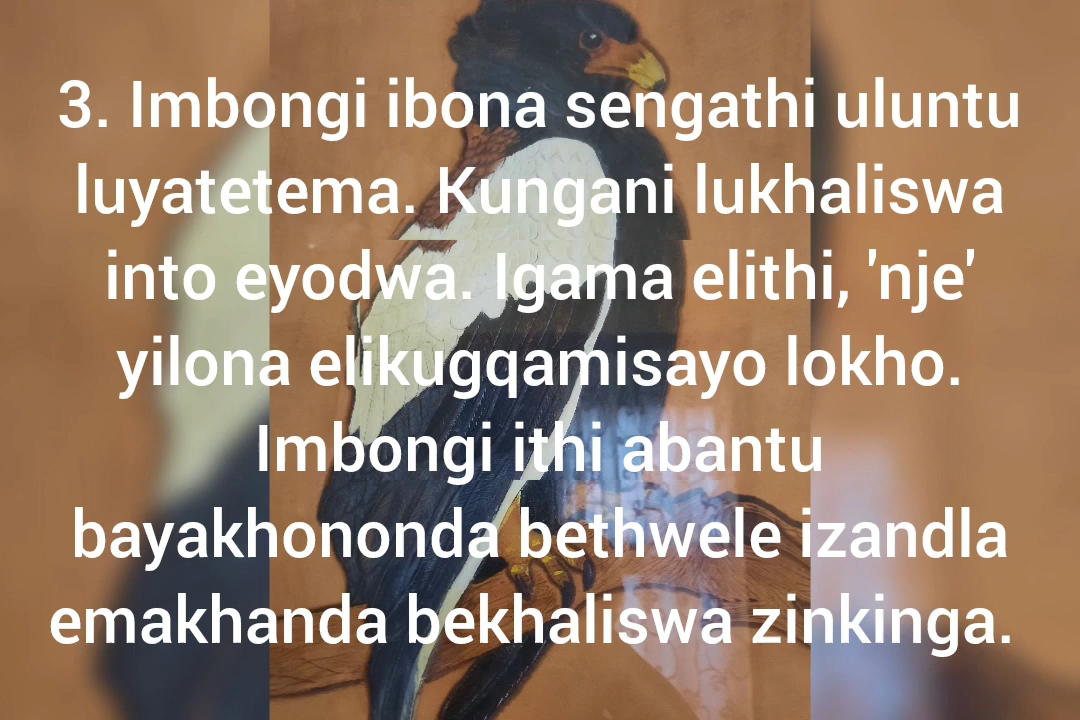 3. Imbongi ibona sengathi uluntu
luyatetema. Kungani lukhaliswa
into eyodwa. Igama elithi, 'nje'
yilona elikugqamisayo lokho.
Imbongi ithi abantu
bayakhononda bethwele izandla
emakhanda bekhaliswa zinkinga.